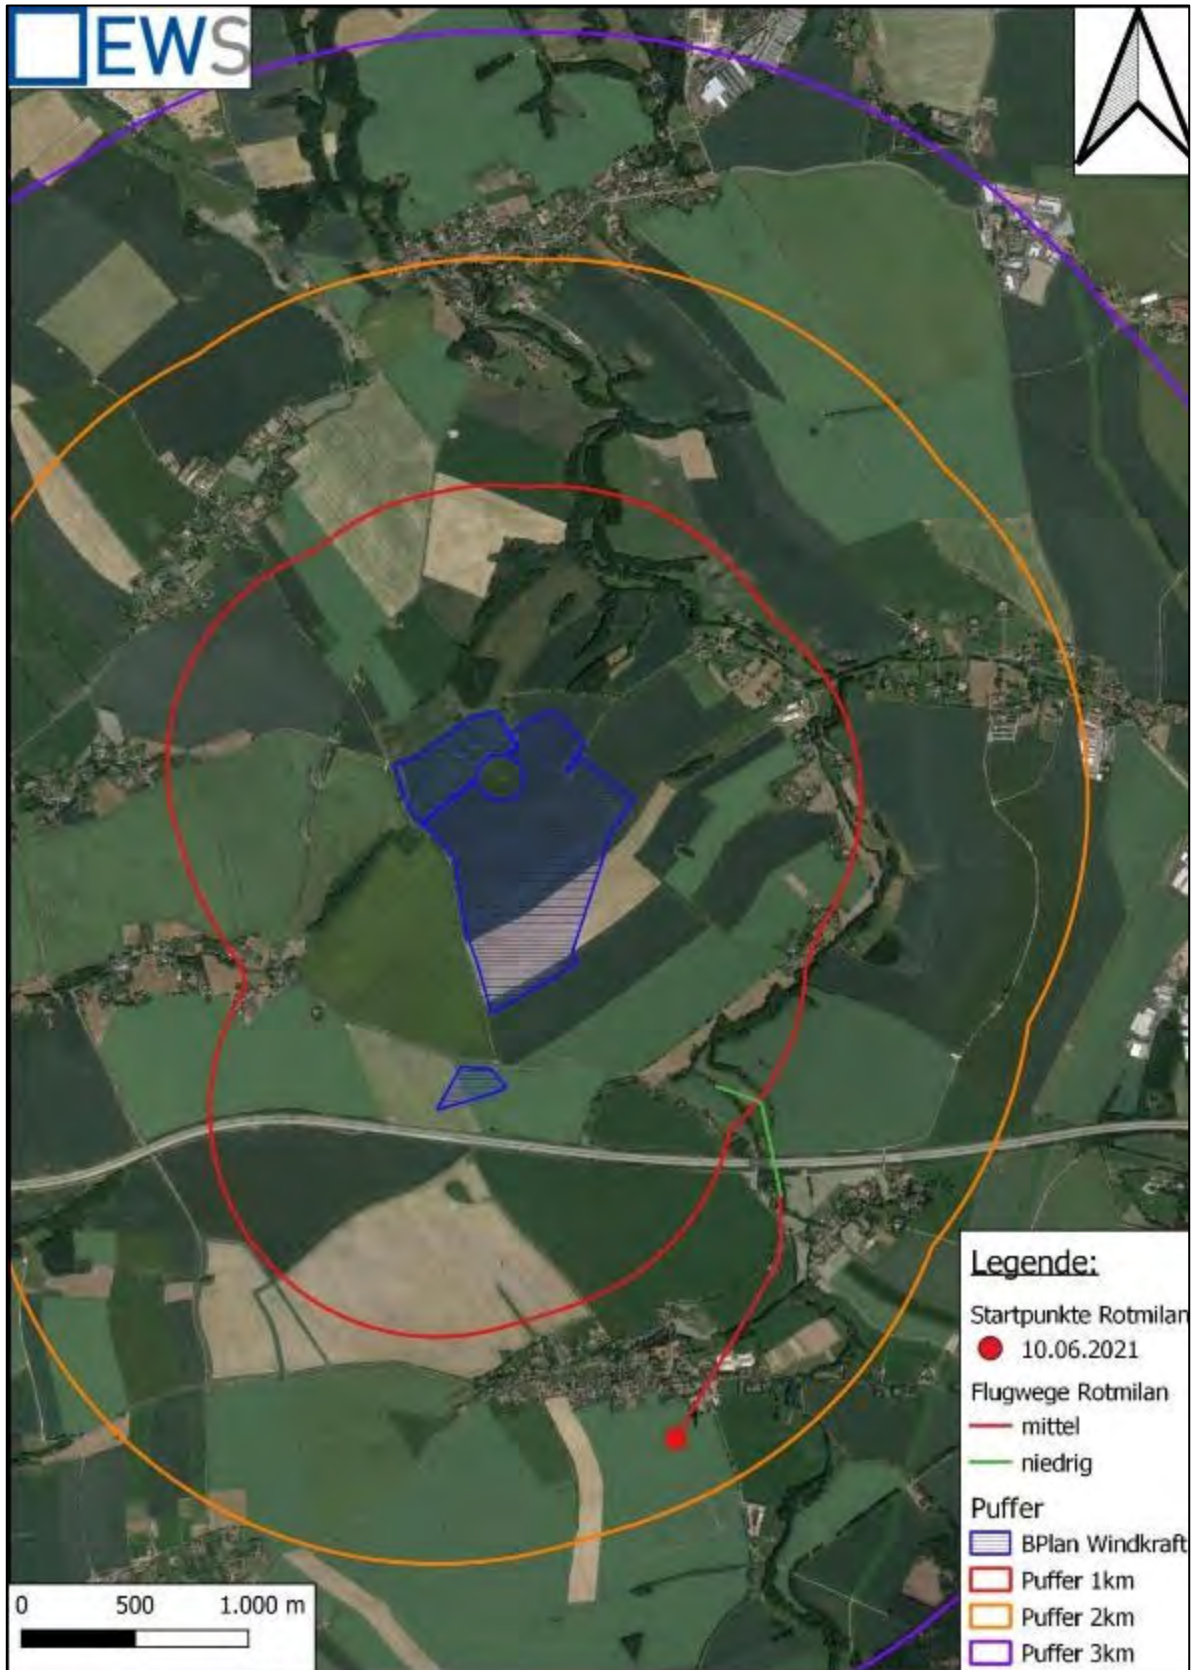 EWS
Legende:
Startpunkte Rotmilan
10.06.2021
Flugwege Rotmilan
mittel
niedrig
Puffer
BPlan Windkraft
Puffer 1km
Puffer 2km
Puffer 3km
0 500 1.000 m